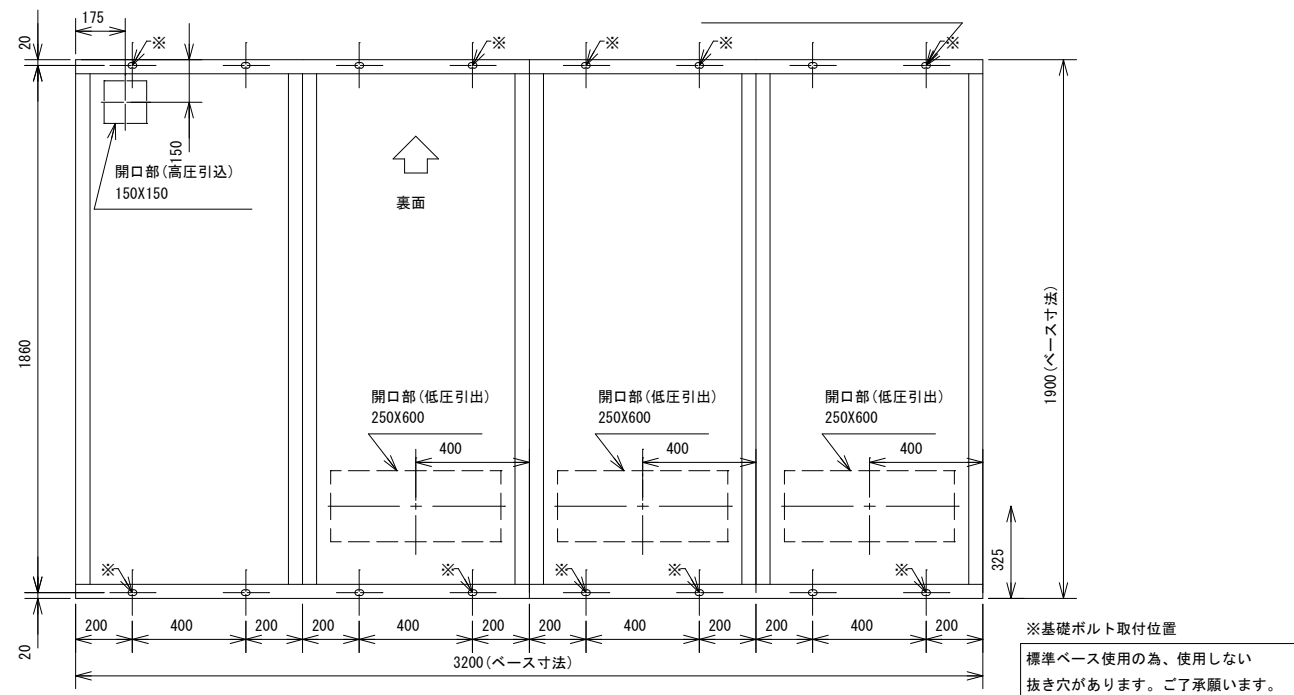 175
20
※
※
※
※
※
150
開口部(高圧引込)
150X150
裏面
1860
1900(ベース寸法)
開口部(低圧引出)
250X600
開口部(低圧引出)
250X600
開口部(低圧引出)
250X600
400
400
400
325
※
※
※
※
※
20
200
400
200
200
400
200
200
400
200
200
400
200
3200(ベース寸法)
※基礎ボルト取付位置
標準ベース使用の為、使用しない
抜き穴があります。ご了承願います。